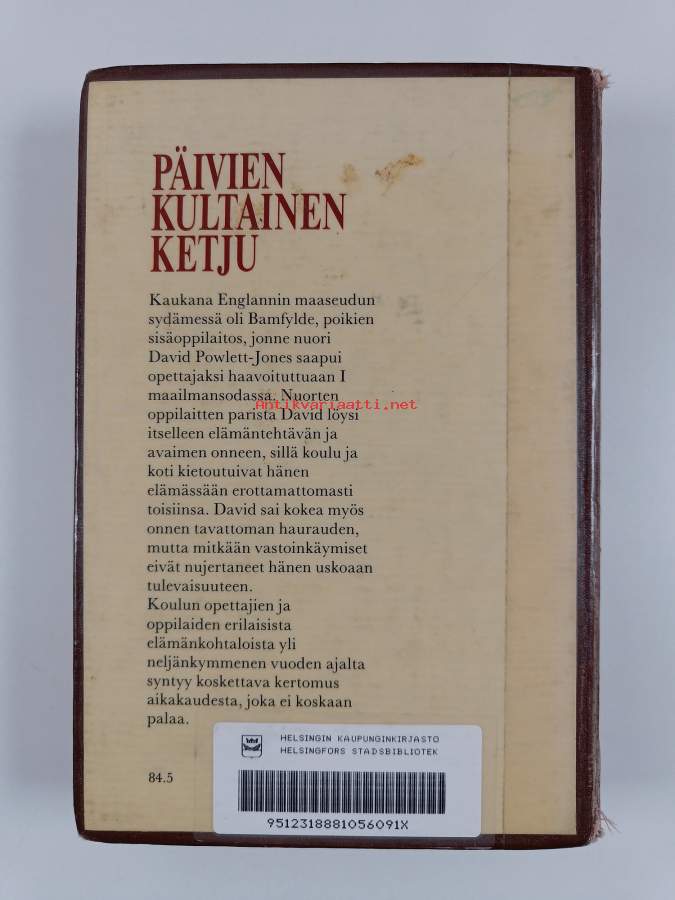 PÄIVIEN
KULTAINEN
KETJU
Kaukana Englannin maaseudun
sydämessä oli Bamfylde, poikien
sisäoppilaitos, jonne nuori
David Powlett-Jones saapui
opettajaksi haavoituttuaan I
maailmansodassa. Nuorten
Antikvariaatti.net
oppilaitten parista David löysi
itselleen elämäntehtävän ja
avaimen onneen, sillä koulu ja
koti kietoutuivat hänen
elämässään erottamattomasti
toisiinsa. David sai kokea myös
onnen tavattoman haurauden,
mutta mitkään vastoinkäymiset
eivät nujertaneet hänen uskoaan
tulevaisuuteen.
Koulun opettajien ja
oppilaiden erilaisista
elämänkohtaloista yli
neljänkymmenen vuoden ajalta
syntyy koskettava kertomus
aikakaudesta, joka ei koskaan
palaa.
HELSINGIN KAUPUNGINKIRJASTO
HELSINGFORS STADSBIBLIOTEK
84.5
9512318881056091X